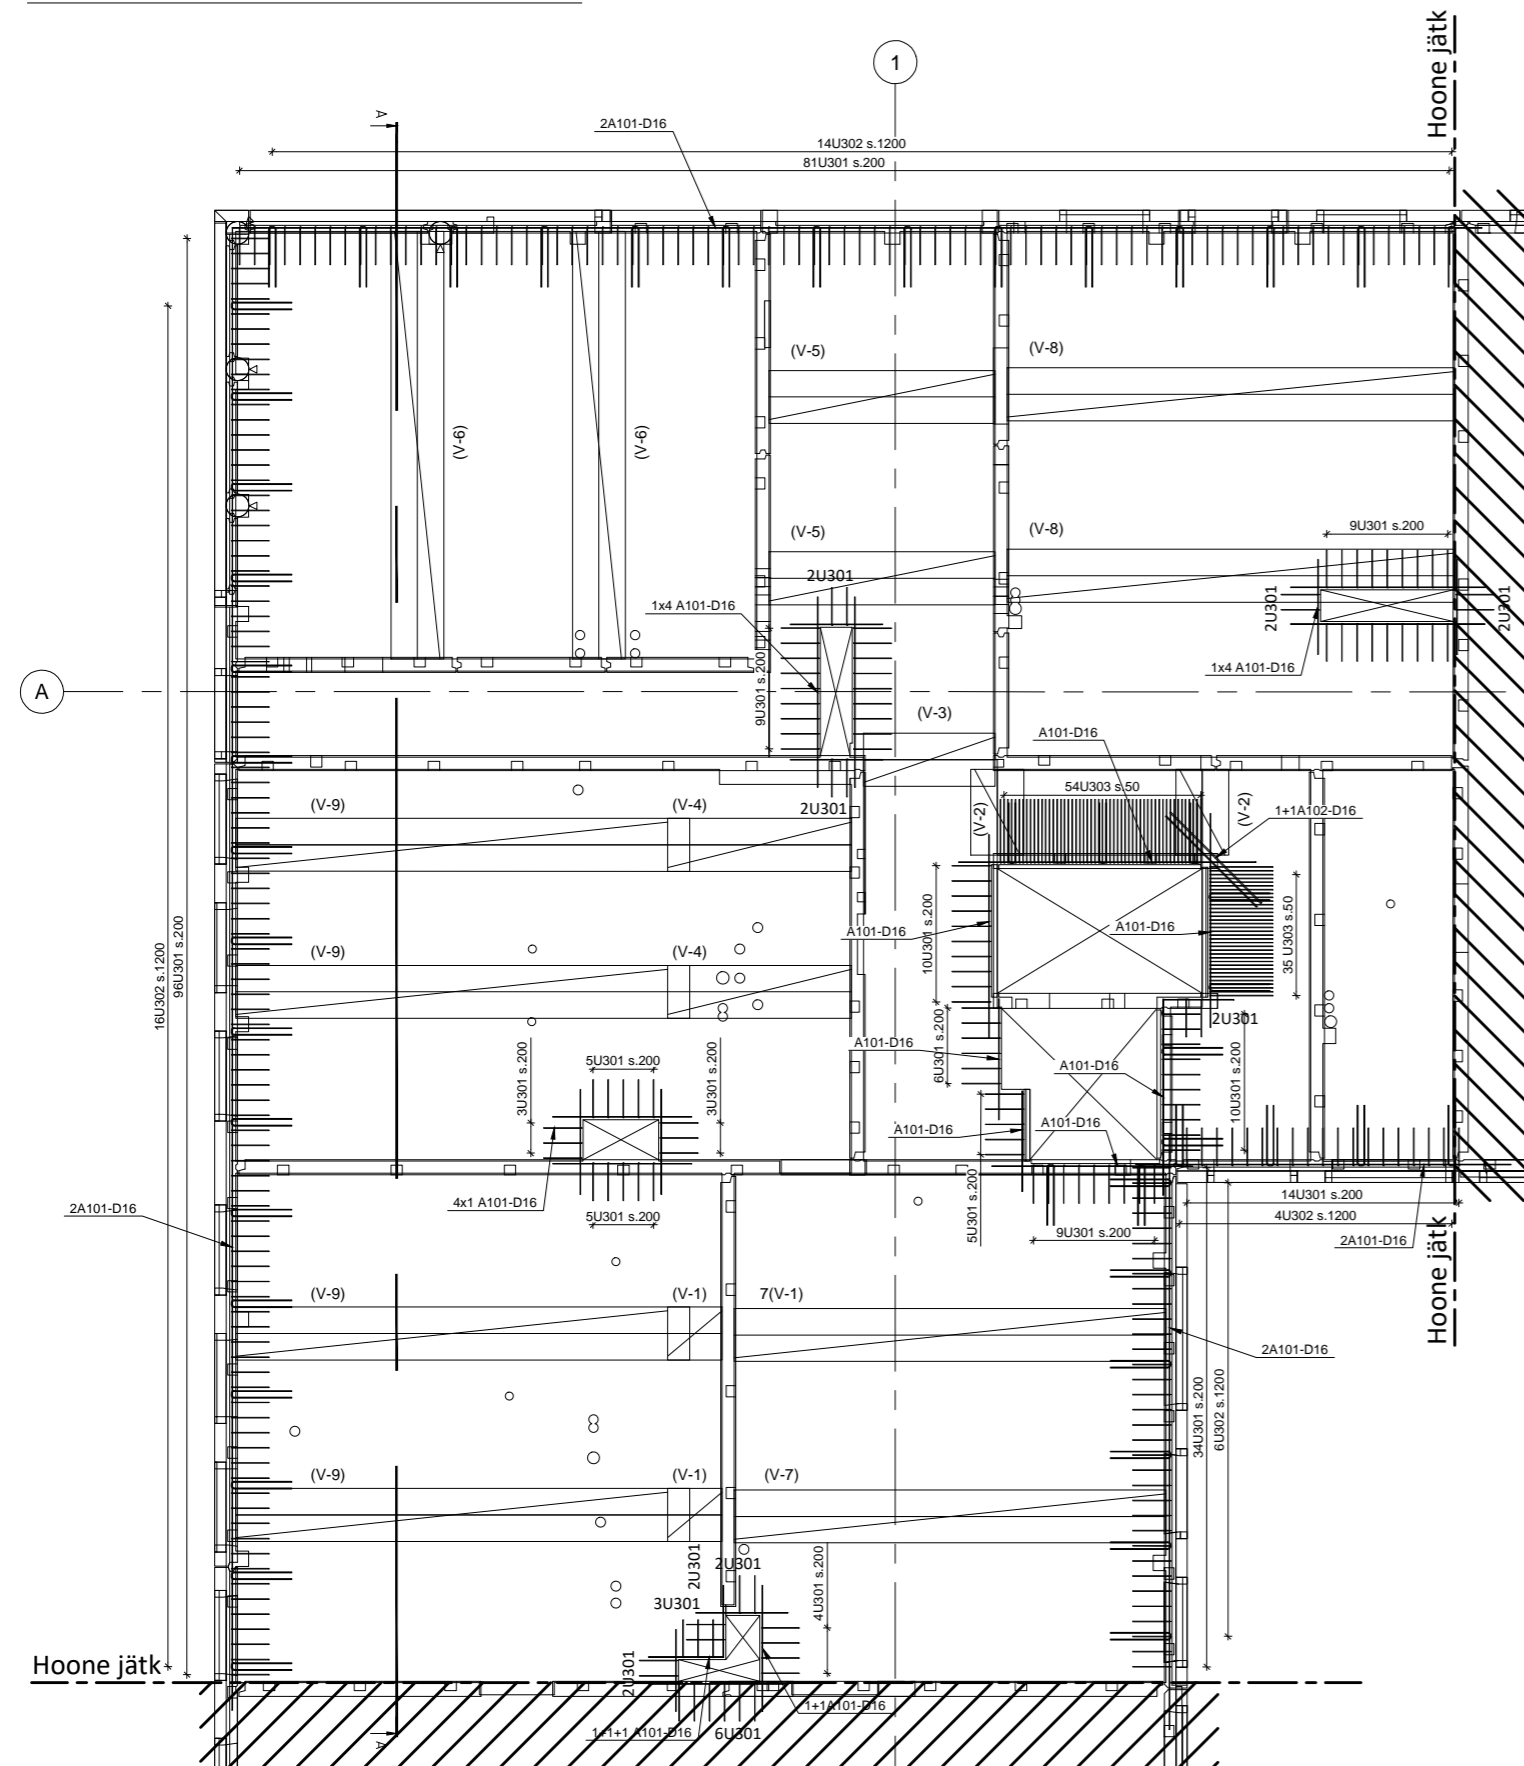 Hoone jätk
1
A
2A101-D16
14U302 s.1200
81U301 s.200
(V-5)
(V-8)
(V-6)
(V-6)
(V-5)
(V-8)
9U301 s.200
2U301
1x4 A101-D16
2U301
2U301
1x4 A101-D16
9U301 s.200
A
(V-3)
A101-D16
54U303 s.50
(V-9)
(V-4)
2U301
(V-2)
(V-2)
1+1A102-D16
16U302 s.1200
96U301 s.200
A101-D16
10U301 s.200
A101-D16
35 U303 s.50
(V-9)
(V-4)
2U301
A101-D16
6U301 s.200
A101-D16
10U301 s.200
3U301 s.200
5U301 s.200
3U301 s.200
A101-D16
A101-D16
4x1 A101-D16
5U301 s.200
5U301 s.200
9U301 s.200
14U301 s.200
4U302 s.1200
2A101-D16
2A101-D16
Hoone jätk
(V-9)
(V-1)
7(V-1)
2A101-D16
34U301 s.200
6U302 s.1200
(V-9)
(V-1)
(V-7)
2U301
2U301
4U301 s.200
3U301
2U301
Hoone jätk
1+1A101-D16
1+1+1 A101-D16
6U301
A